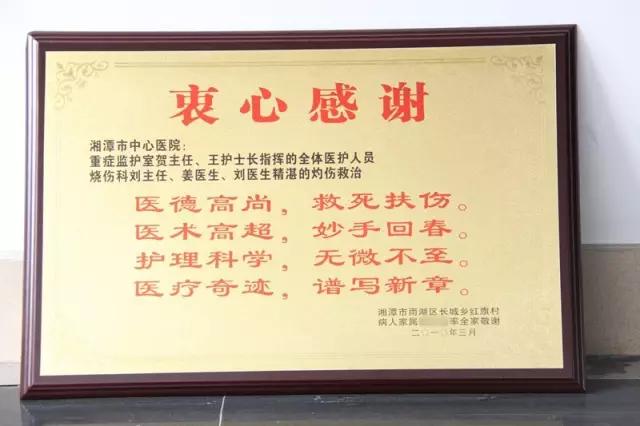 衷心感谢
湘潭市中心医院:
重症监护室贺主任、王护士长指挥的全体医护人员
烧伤科刘主任、姜医生、刘医生精湛的灼伤救治
医德高尚，救死扶伤。
医术高超，妙手回春。
护理科学，无微不至。
医疗奇迹，谱写新章。
湘潭市雨湖区长城乡红旗村
病人家属 率全家敬谢
二〇一 年三月